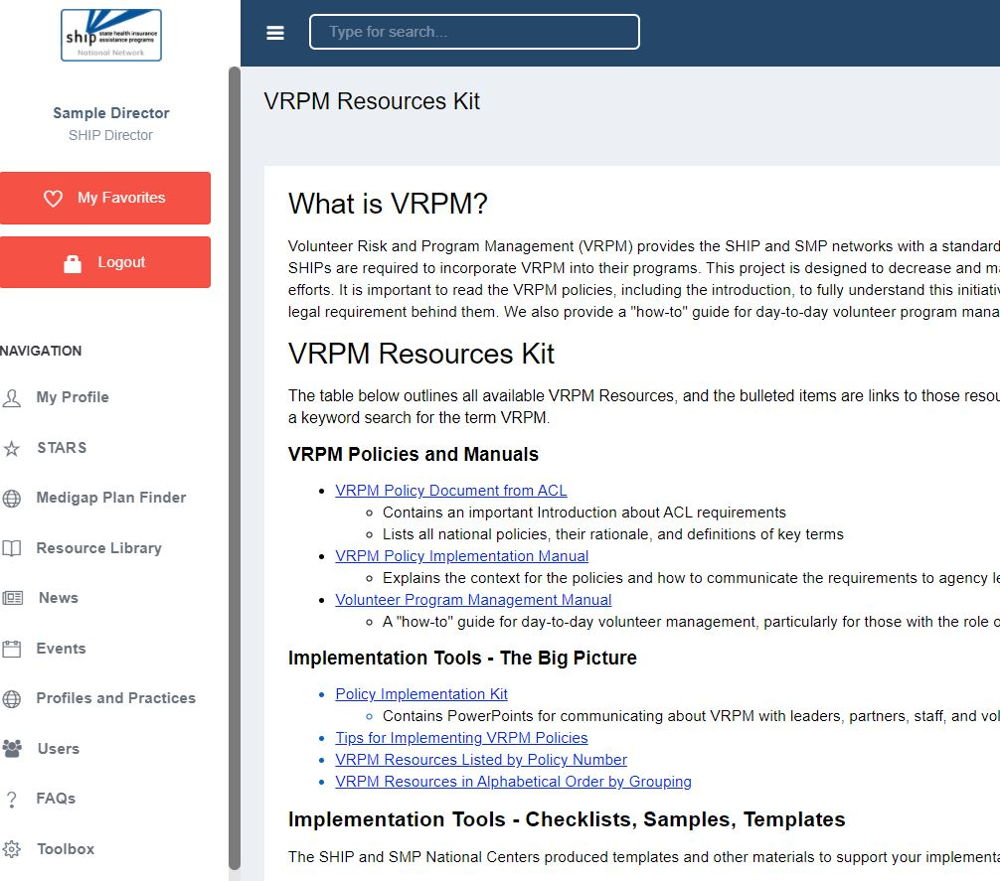 ship state health insurance
assistance programs
National Network
Sample Director
SHIP Director
My Favorites
Logout
NAVIGATION
My Profile
STARS
Medigap Plan Finder
Resource Library
News
Events
Profiles and Practices
Users
FAQs
Toolbox
Type for search...
VRPM Resources Kit
What is VRPM?
Volunteer Risk and Program Management (VRPM) provides the SHIP and SMP networks with a standard
SHIPs are required to incorporate VRPM into their programs. This project is designed to decrease and ma
efforts. It is important to read the VRPM policies, including the introduction, to fully understand this initiativ
legal requirement behind them. We also provide a "how-to" guide for day-to-day volunteer program mana
VRPM Resources Kit
The table below outlines all available VRPM Resources, and the bulleted items are links to those resou
a keyword search for the term VRPM.
VRPM Policies and Manuals
VRPM Policy Document from ACL
Contains an important Introduction about ACL requirements
Lists all national policies, their rationale, and definitions of key terms
VRPM Policy Implementation Manual
Explains the context for the policies and how to communicate the requirements to agency le
Volunteer Program Management Manual
A "how-to" guide for day-to-day volunteer management, particularly for those with the role o
Implementation Tools - The Big Picture
Policy Implementation Kit
Contains PowerPoints for communicating about VRPM with leaders, partners, staff, and vol
Tips for Implementing VRPM Policies
VRPM Resources Listed by Policy Number
VRPM Resources in Alphabetical Order by Grouping
Implementation Tools - Checklists, Samples, Templates
The SHIP and SMP National Centers produced templates and other materials to support your implementa